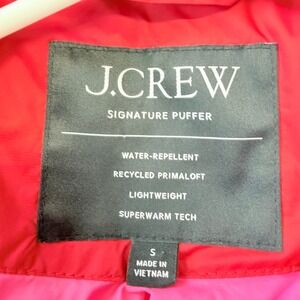 J.CREW
SIGNATURE PUFFER
WATER-REPELLENT
RECYCLED PRIMALOFT
LIGHTWEIGHT
SUPERWARM TECH
S
MADE IN
VIETNAM